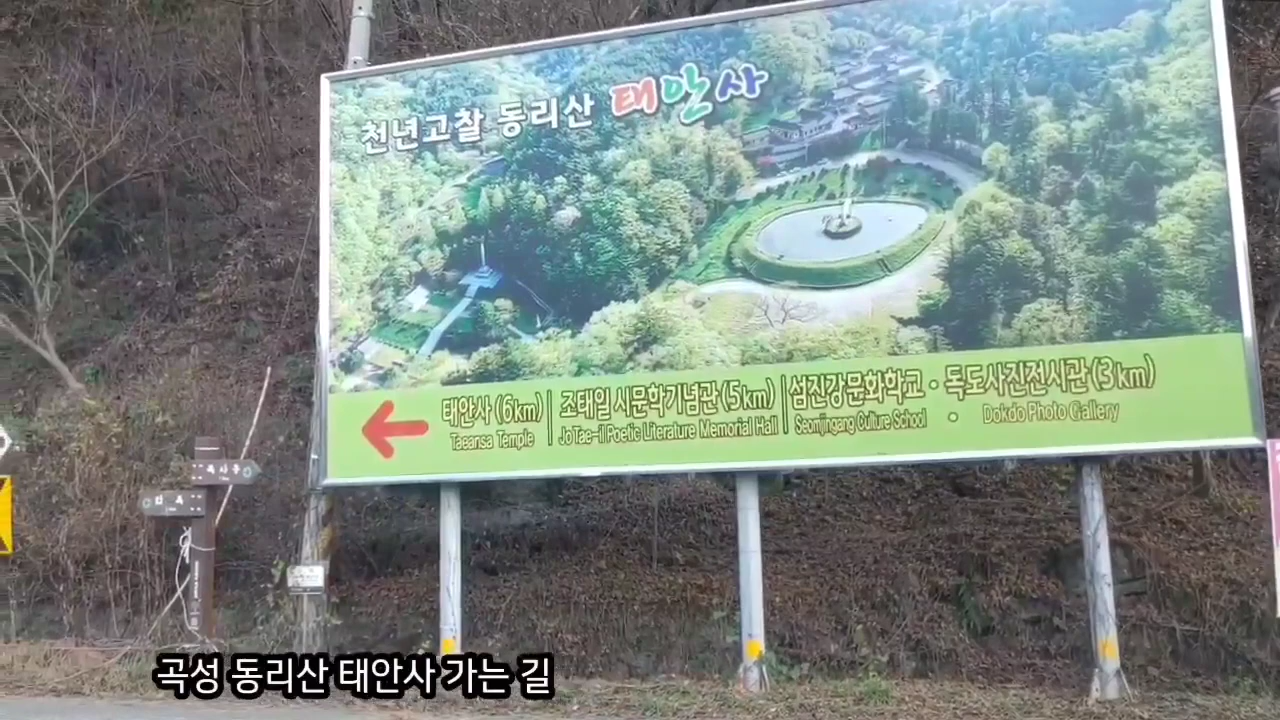 천년고찰 동리산 태안사
태안사 (6km) | 조태일 시문학기념관 (5km) | 섬진강문화학교 · 독도사진전시관 (3km)
Taeansa Temple | Jo Tae-il Poetic Literature Memorial Hall | Seomjingang Culture School · Dokdo Photo Gallery
곡성 동리산 태안사 가는 길